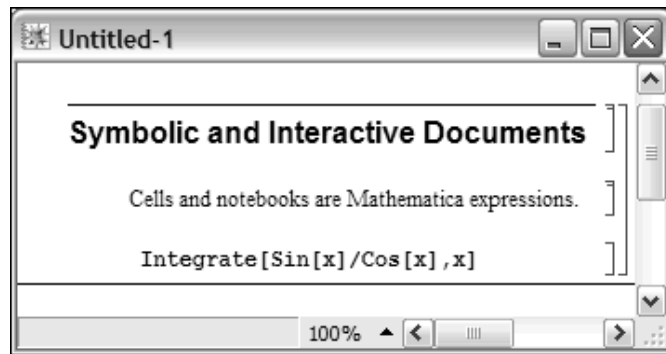 Untitled-1
Symbolic and Interactive Documents
Cells and notebooks are Mathematica expressions.
Integrate[Sin[x]/Cos[x],x]
100%